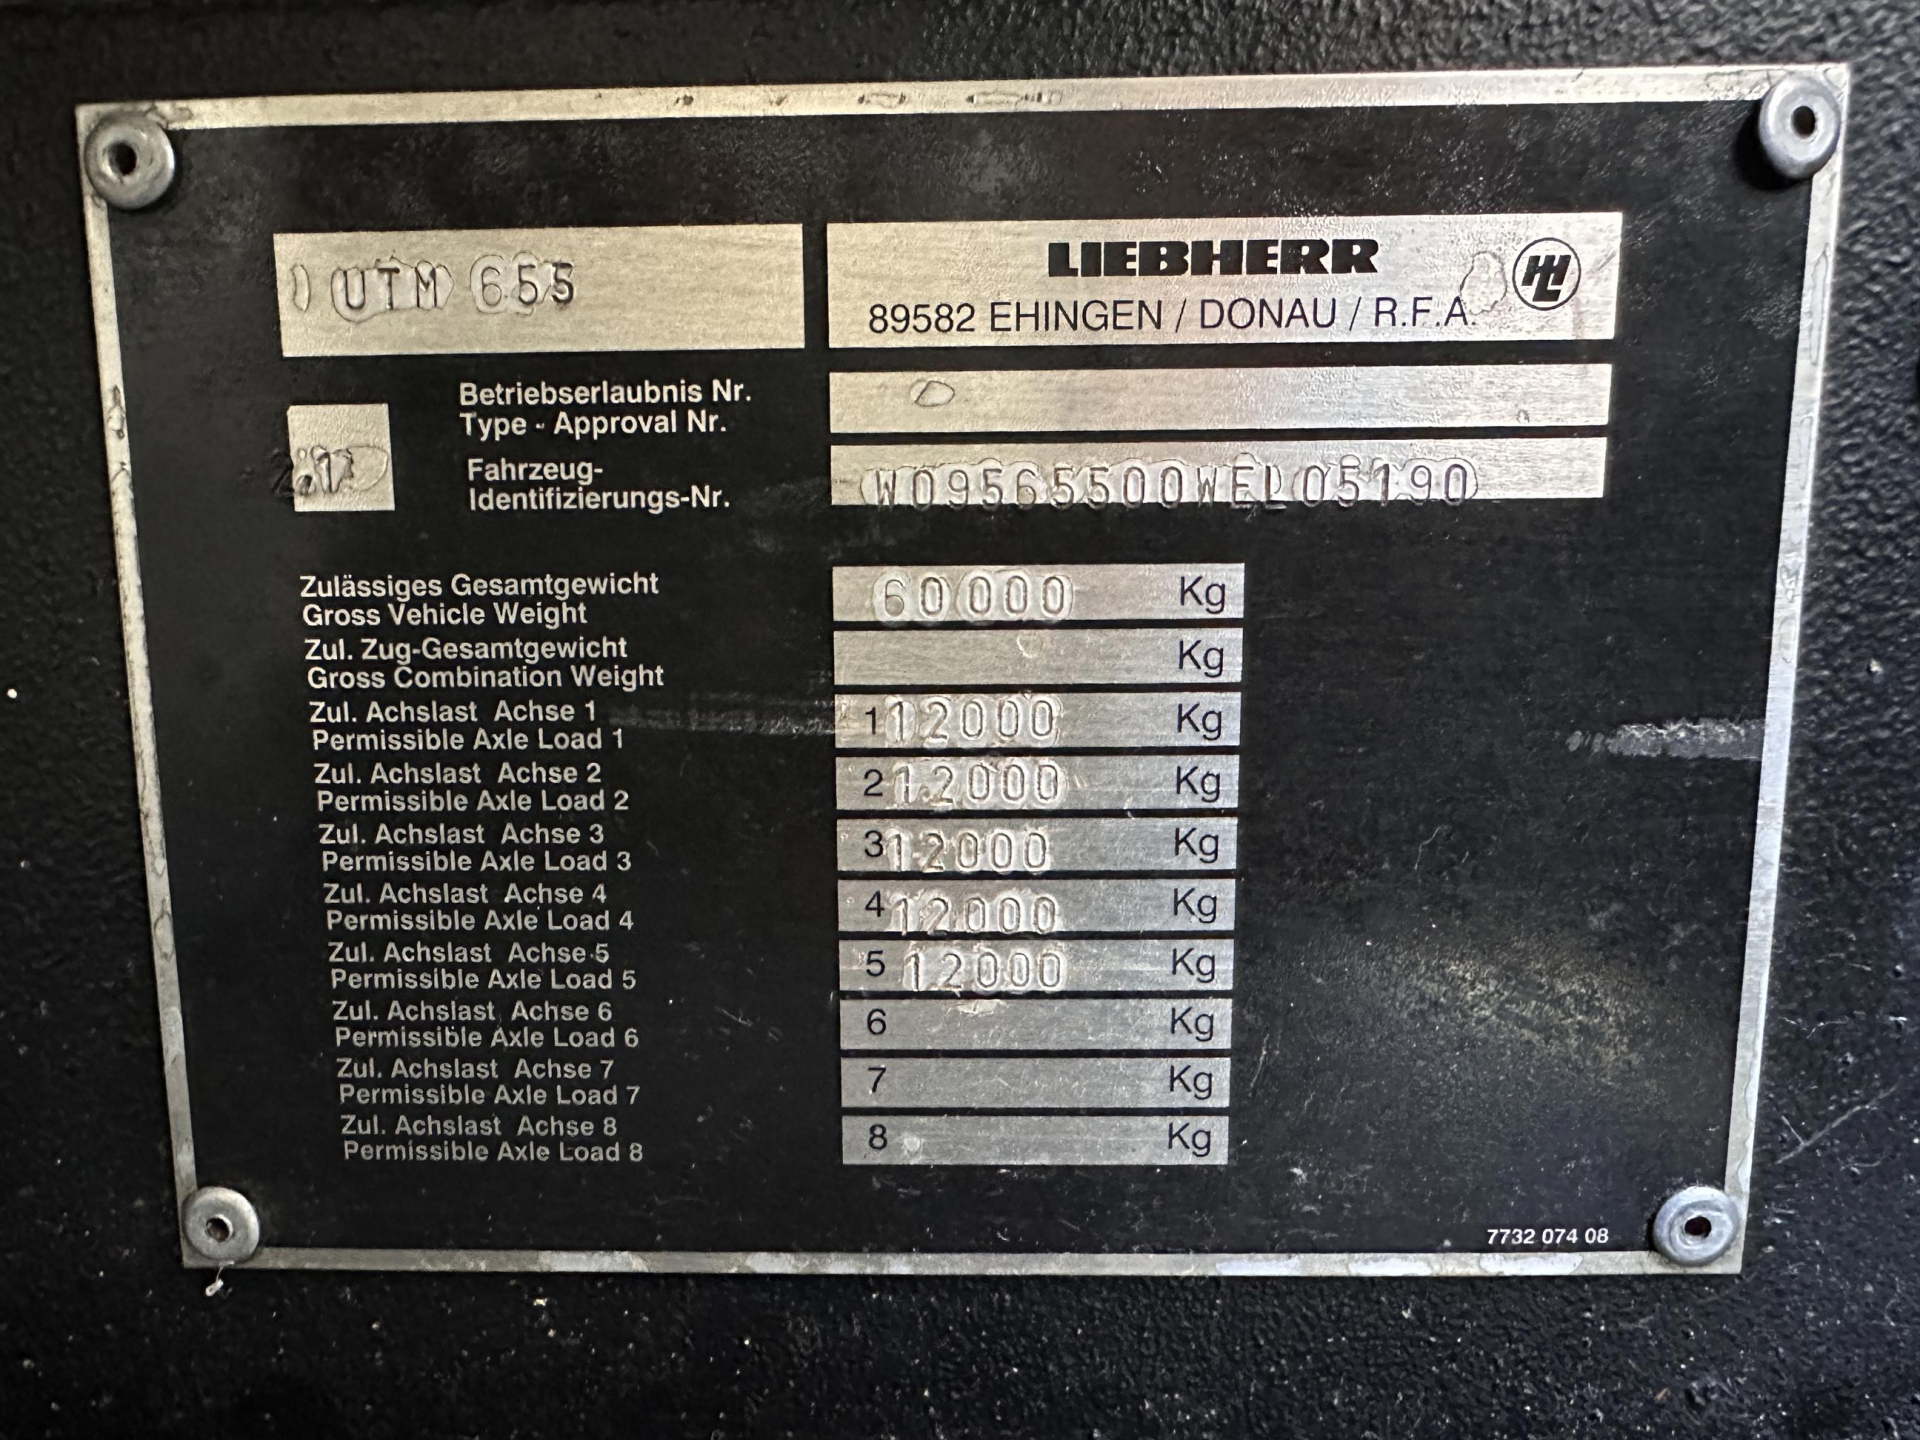 UTM 655
LIEBHERR
89582 EHINGEN / DONAU / R.F.A.
Betriebserlaubnis Nr.
Type - Approval Nr.
2.1
Fahrzeug-
Identifizierungs-Nr.
W09565500WEL05190
Zulässiges Gesamtgewicht
Gross Vehicle Weight
60000 Kg
Zul. Zug-Gesamtgewicht
Gross Combination Weight
Kg
Zul. Achslast Achse 1
Permissible Axle Load 1
1 12000 Kg
Zul. Achslast Achse 2
Permissible Axle Load 2
2 12000 Kg
Zul. Achslast Achse 3
Permissible Axle Load 3
3 12000 Kg
Zul. Achslast Achse 4
Permissible Axle Load 4
4 12000 Kg
Zul. Achslast Achse 5
Permissible Axle Load 5
5 12000 Kg
Zul. Achslast Achse 6
Permissible Axle Load 6
6 Kg
Zul. Achslast Achse 7
Permissible Axle Load 7
7 Kg
Zul. Achslast Achse 8
Permissible Axle Load 8
8 Kg
7732 074 08